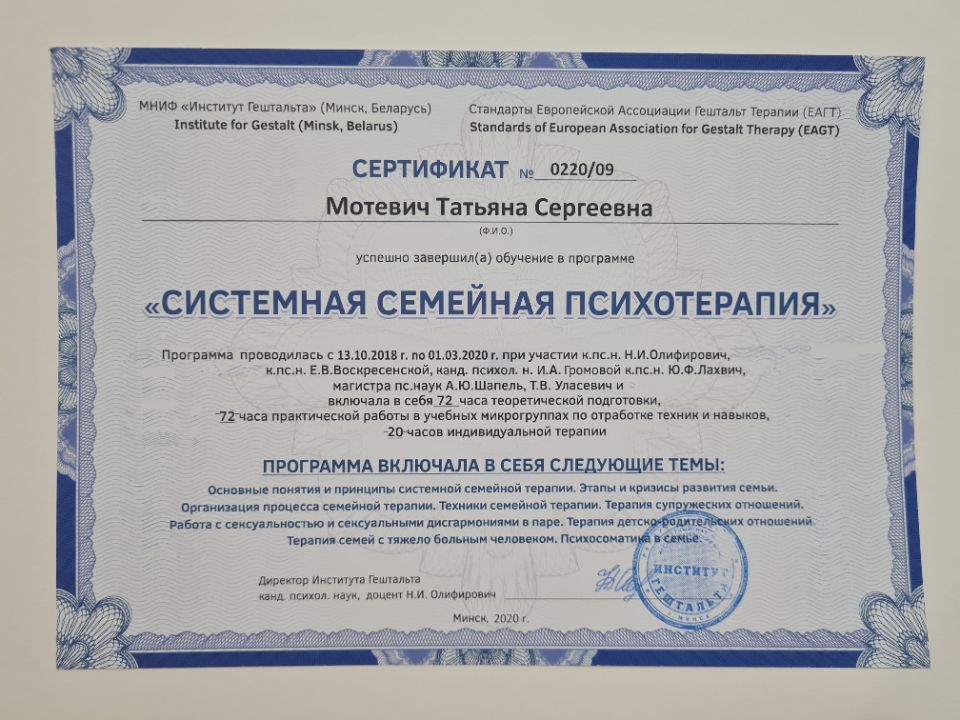 МНИФ «Институт Гештальта» (Минск, Беларусь)
Institute for Gestalt (Minsk, Belarus)
Стандарты Европейской Ассоциации Гештальт Терапии (ЕАГТ)
Standards of European Association for Gestalt Therapy (EAGT)
СЕРТИФИКАТ № 0220/09
Мотевич Татьяна Сергеевна
(Ф.И.О.)
успешно завершил(а) обучение в программе
«СИСТЕМНАЯ СЕМЕЙНАЯ ПСИХОТЕРАПИЯ»
Программа проводилась с 13.10.2018 г. по 01.03.2020 г. при участии к.пс.н. Н.И.Олифирович,
к.пс.н. Е.В.Воскресенской, канд. психол. н. И.А. Громовой к.пс.н. Ю.Ф.Лахвич,
магистра пс.наук А.Ю.Шапель, Т.В. Уласевич и
включала в себя 72 часа теоретической подготовки,
72 часа практической работы в учебных микрогруппах по отработке техник и навыков,
20 часов индивидуальной терапии
ПРОГРАММА ВКЛЮЧАЛА В СЕБЯ СЛЕДУЮЩИЕ ТЕМЫ:
Основные понятия и принципы системной семейной терапии. Этапы и кризисы развития семьи.
Организация процесса семейной терапии. Техники семейной терапии. Терапия супружеских отношений.
Работа с сексуальностью и сексуальными дисгармониями в паре. Терапия детско-родительских отношений.
Терапия семей с тяжело больным человеком. Психосоматика в семье.
Директор Института Гештальта
канд. психол. наук, доцент Н.И. Олифирович
ИНСТИТУТ
ГЕШТАЛЬТА
Минск, 2020 г.